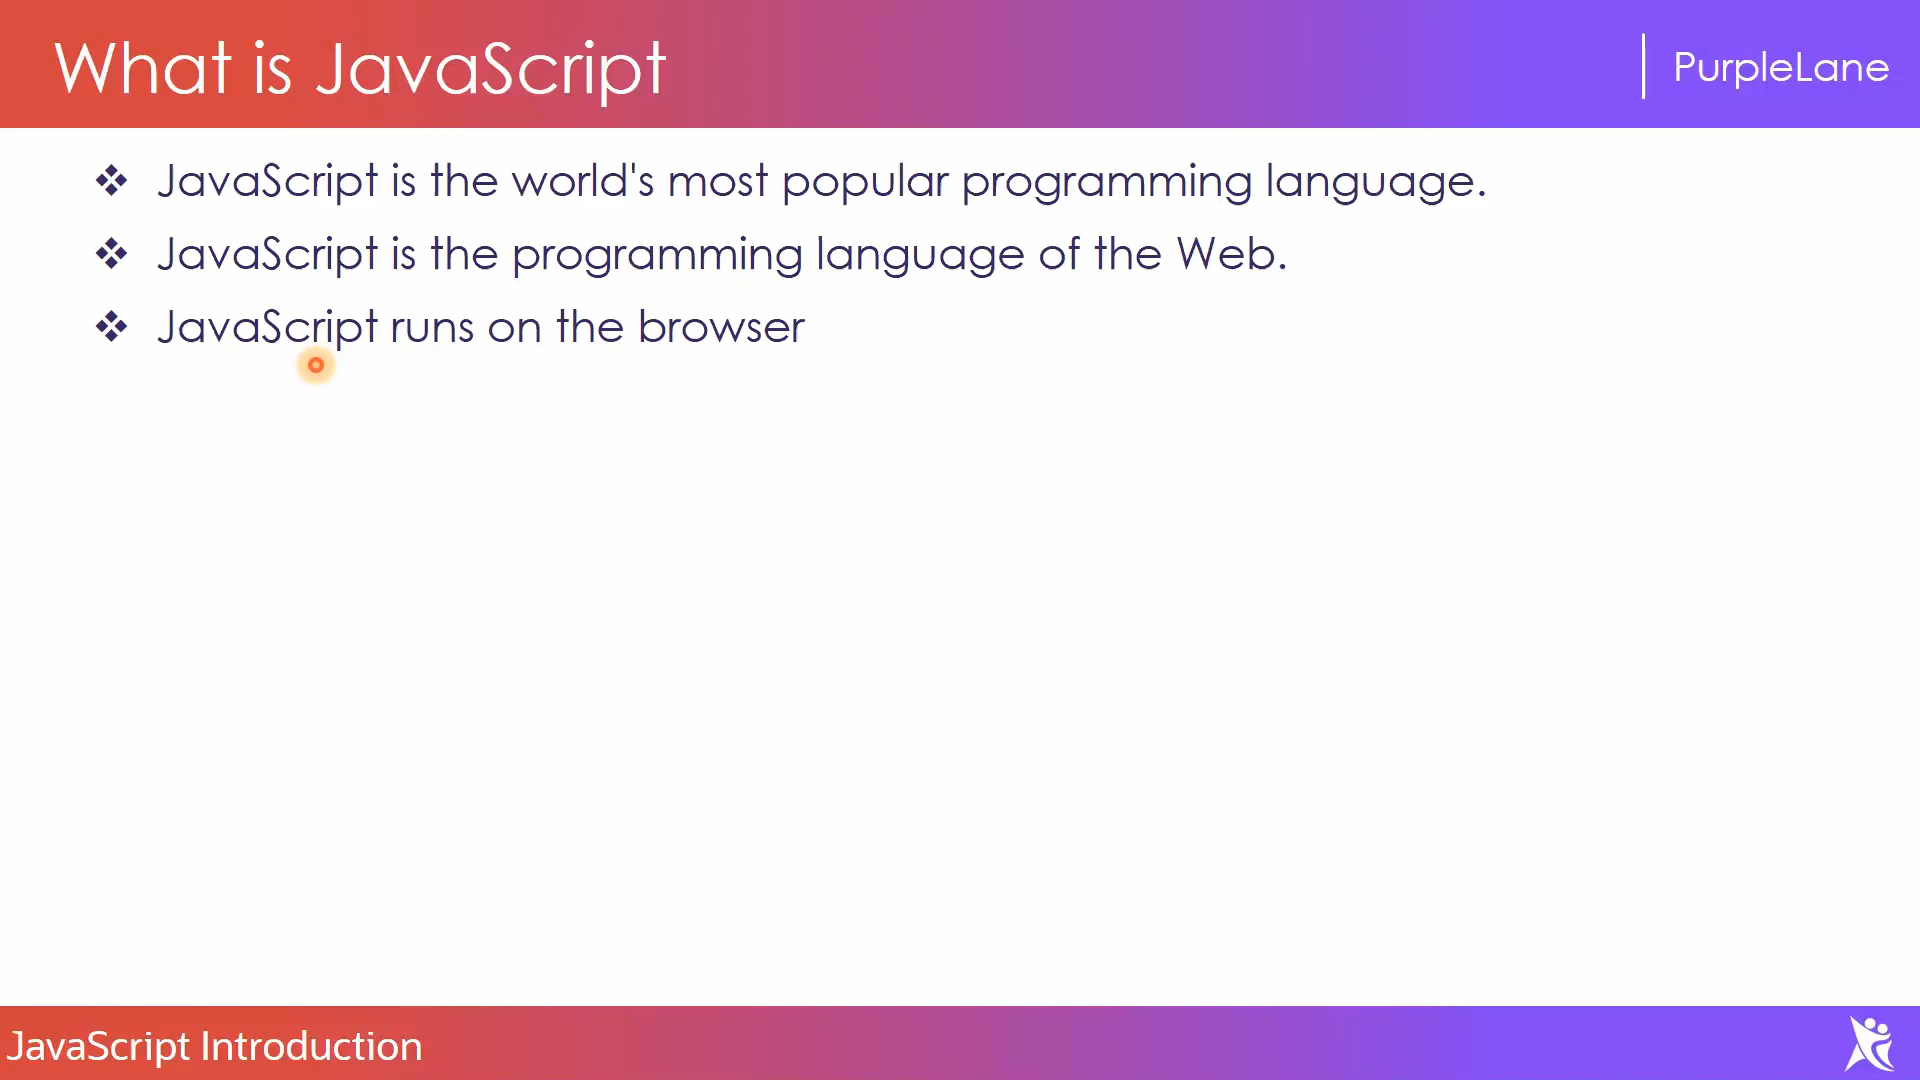 What is JavaScript
PurpleLane
❖ JavaScript is the world's most popular programming language.
❖ JavaScript is the programming language of the Web.
❖ JavaScript runs on the browser
JavaScript Introduction